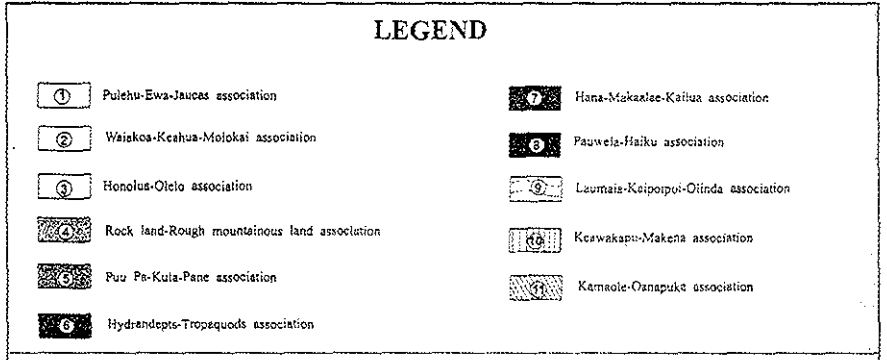 LEGEND
1 Pulehu-Ewa-Jaucas association
2 Waiakoa-Keahua-Molokai association
3 Honolua-Olelo association
4 Rock land-Rough mountainous land association
5 Puu Pa-Kula-Pane association
6 Hydrandepts-Tropaquods association
7 Hana-Makaalae-Kailua association
8 Pauwela-Haiku association
9 Laumaia-Kaipoipoi-Olinda association
10 Keawakapu-Makena association
11 Kamaole-Oanapuka association